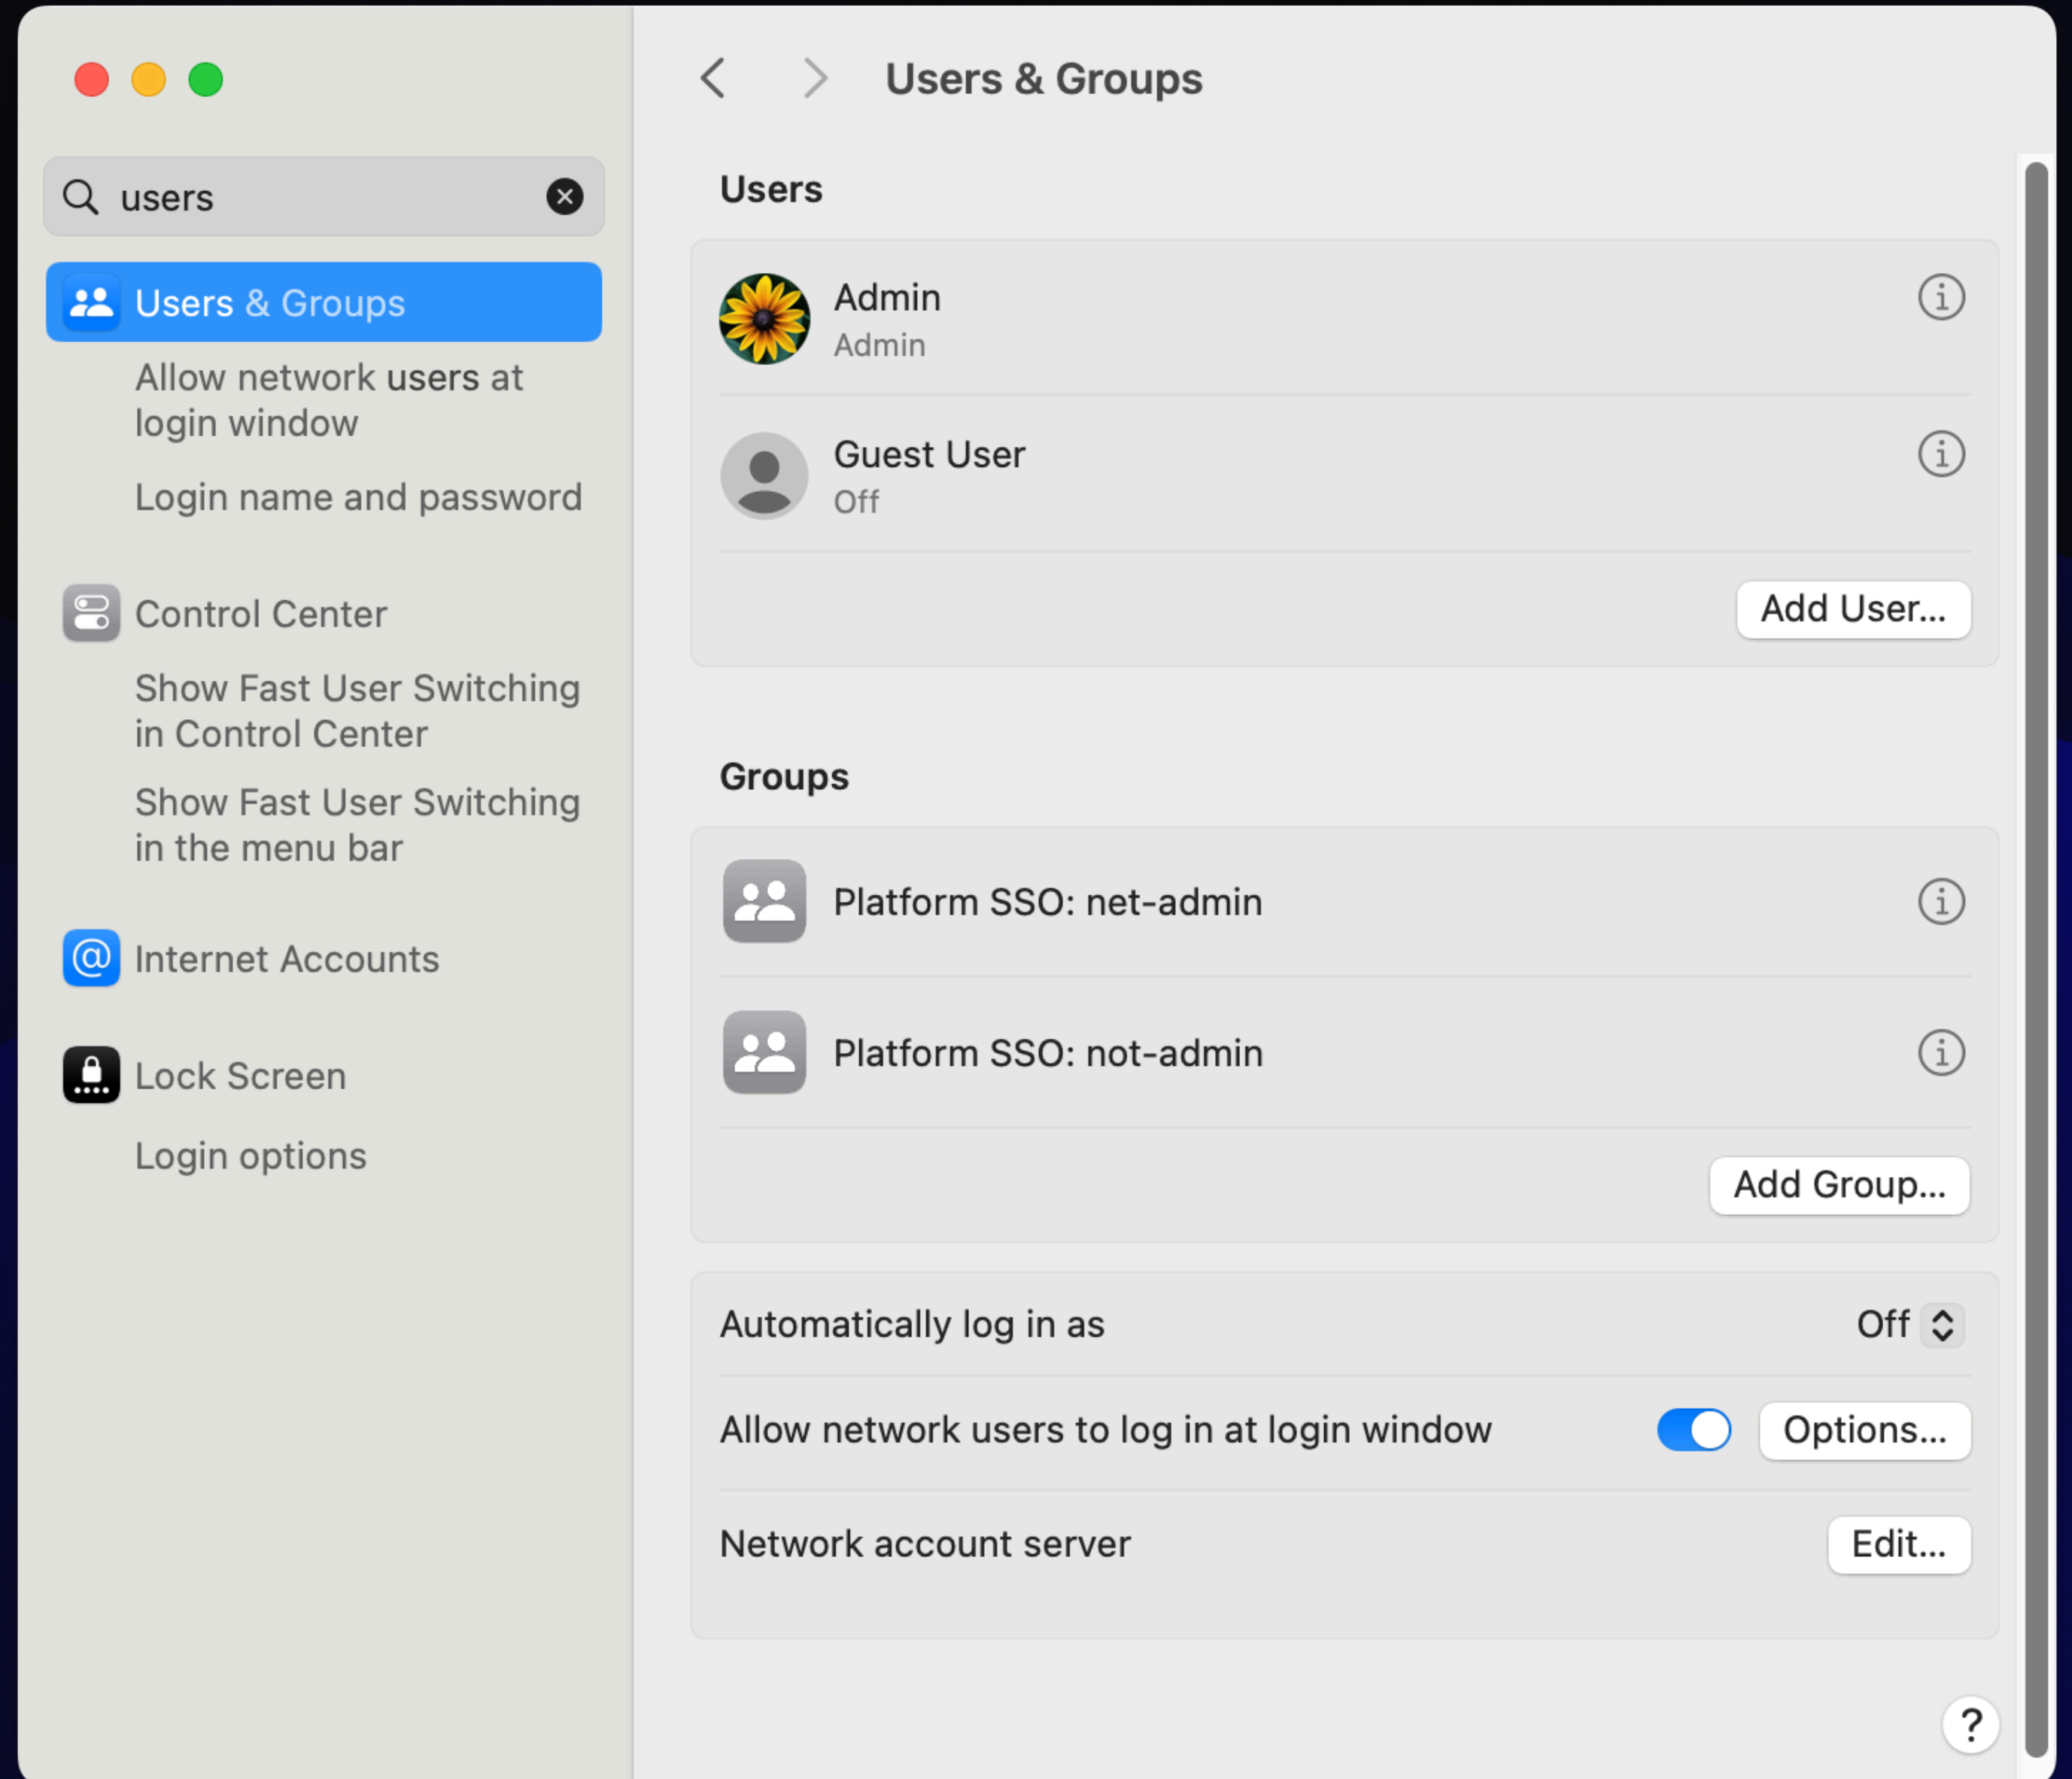 users
Users & Groups
Allow network users at
login window
Login name and password
Control Center
Show Fast User Switching
in Control Center
Show Fast User Switching
in the menu bar
Internet Accounts
Lock Screen
Login options
Users & Groups
Users
Admin
Admin
Guest User
Off
Add User...
Groups
Platform SSO: net-admin
Platform SSO: not-admin
Add Group...
Automatically log in as
Off
Allow network users to log in at login window
Options...
Network account server
Edit...
?